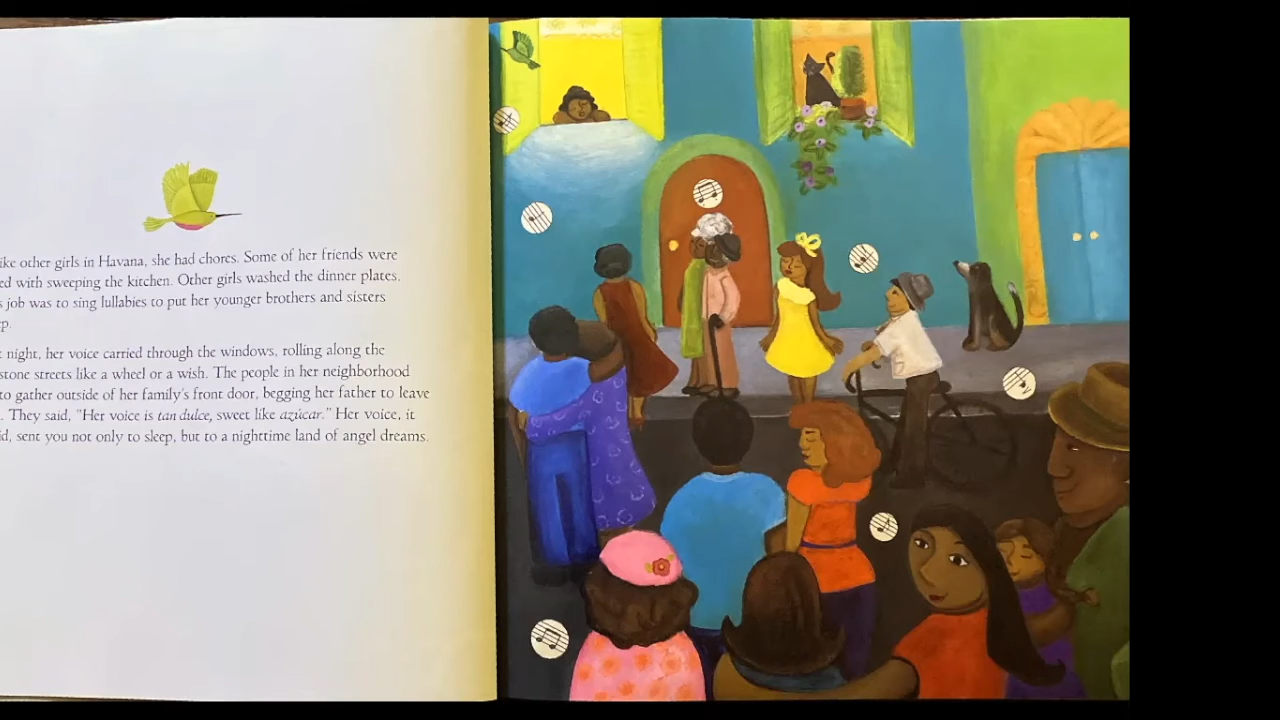 ike other girls in Havana, she had chores. Some of her friends were
ed with sweeping the kitchen. Other girls washed the dinner plates.
s job was to sing lullabies to put her younger brothers and sisters
p.
t night, her voice carried through the windows, rolling along the
stone streets like a wheel or a wish. The people in her neighborhood
to gather outside of her family's front door, begging her father to leave
. They said, "Her voice is tan dulce, sweet like azúcar." Her voice, it
id, sent you not only to sleep, but to a nighttime land of angel dreams.